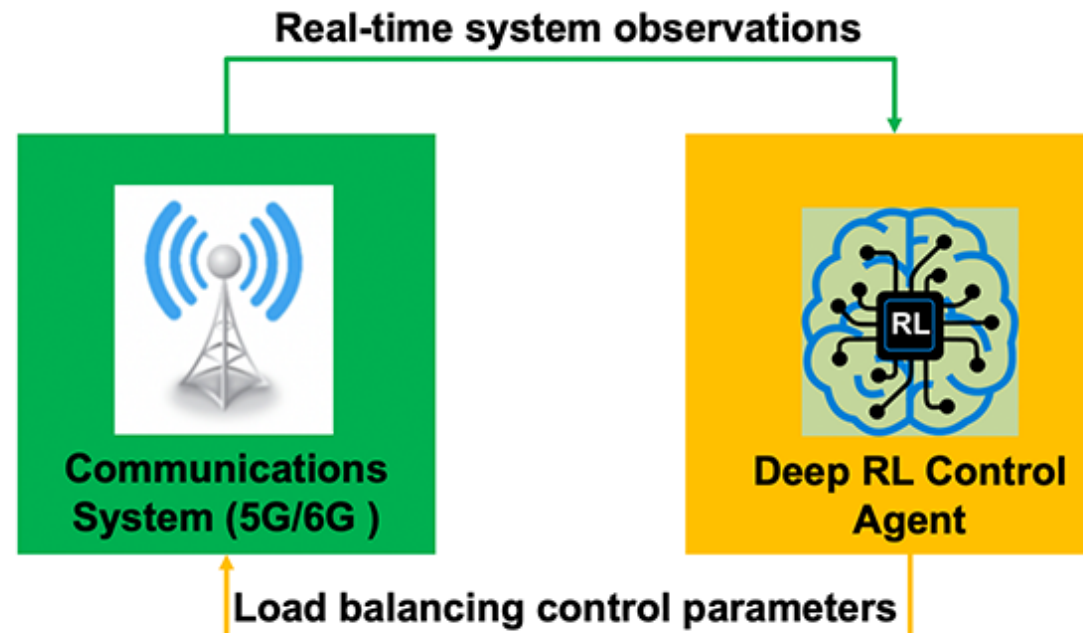 Real-time system observations
Communications
System (5G/6G )
RL
Deep RL Control
Agent
Load balancing control parameters